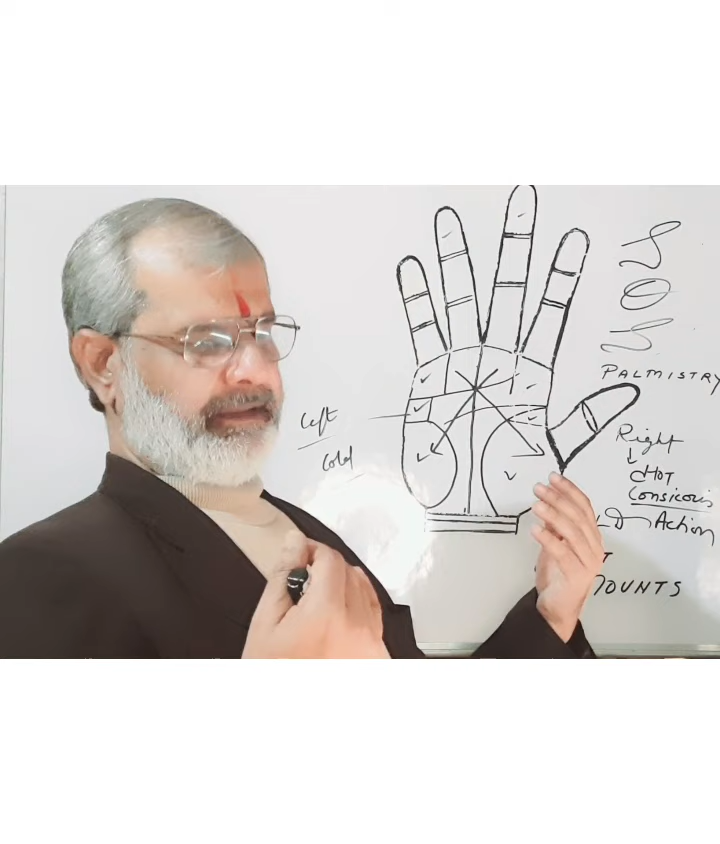 PALMISTRY
Left
Cold
Right
HOT
Consicous
Action
MOUNTS